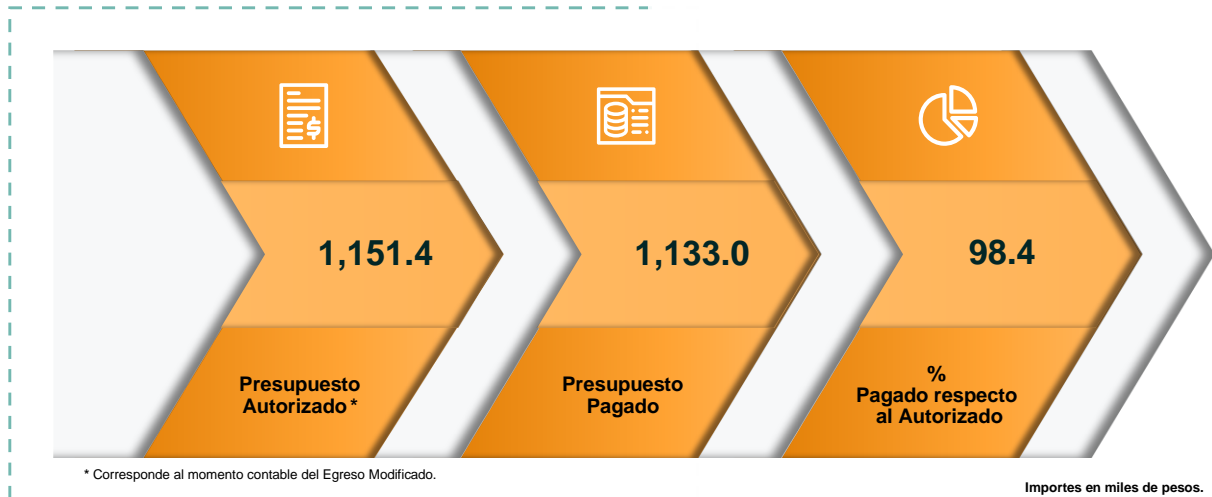 1,151.4
1,133.0
98.4
Presupuesto
Autorizado *
Presupuesto
Pagado
%
Pagado respecto
al Autorizado
* Corresponde al momento contable del Egreso Modificado.
Importes en miles de pesos.